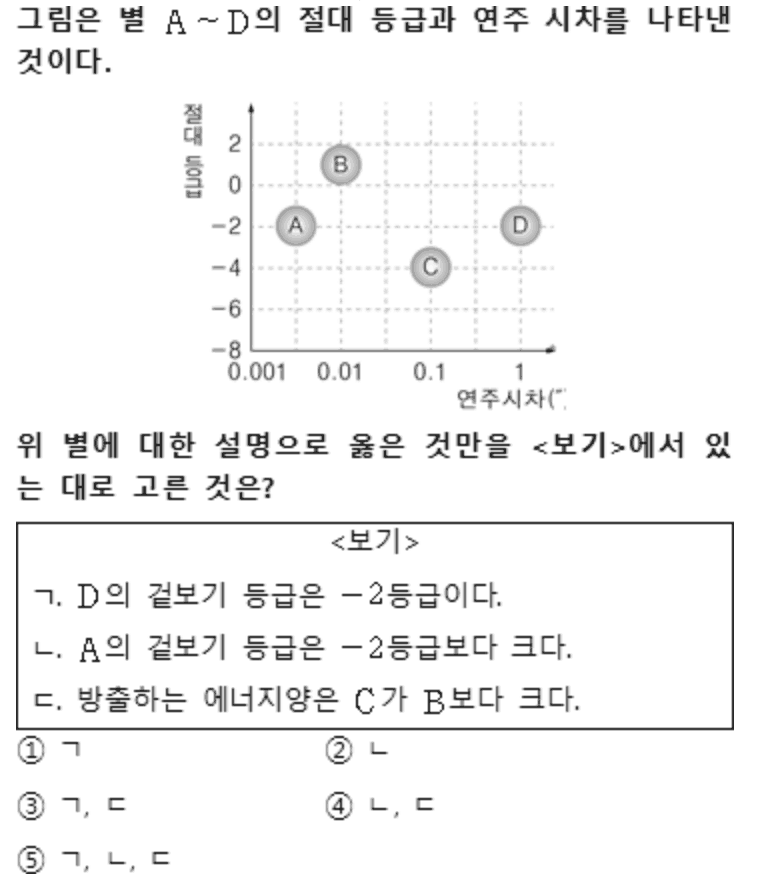 그림은 별 A ~ D의 절대 등급과 연주 시차를 나타낸
것이다.
절대 등급
2
0
-2
-4
-6
-8
A
B
C
D
0.001 0.01 0.1 1
연주시차(″)
위 별에 대한 설명으로 옳은 것만을 <보기>에서 있
는 대로 고른 것은?
<보기>
ㄱ. D의 겉보기 등급은 -2등급이다.
ㄴ. A의 겉보기 등급은 -2등급보다 크다.
ㄷ. 방출하는 에너지양은 C가 B보다 크다.
① ㄱ ② ㄴ
③ ㄱ, ㄷ ④ ㄴ, ㄷ
⑤ ㄱ, ㄴ, ㄷ